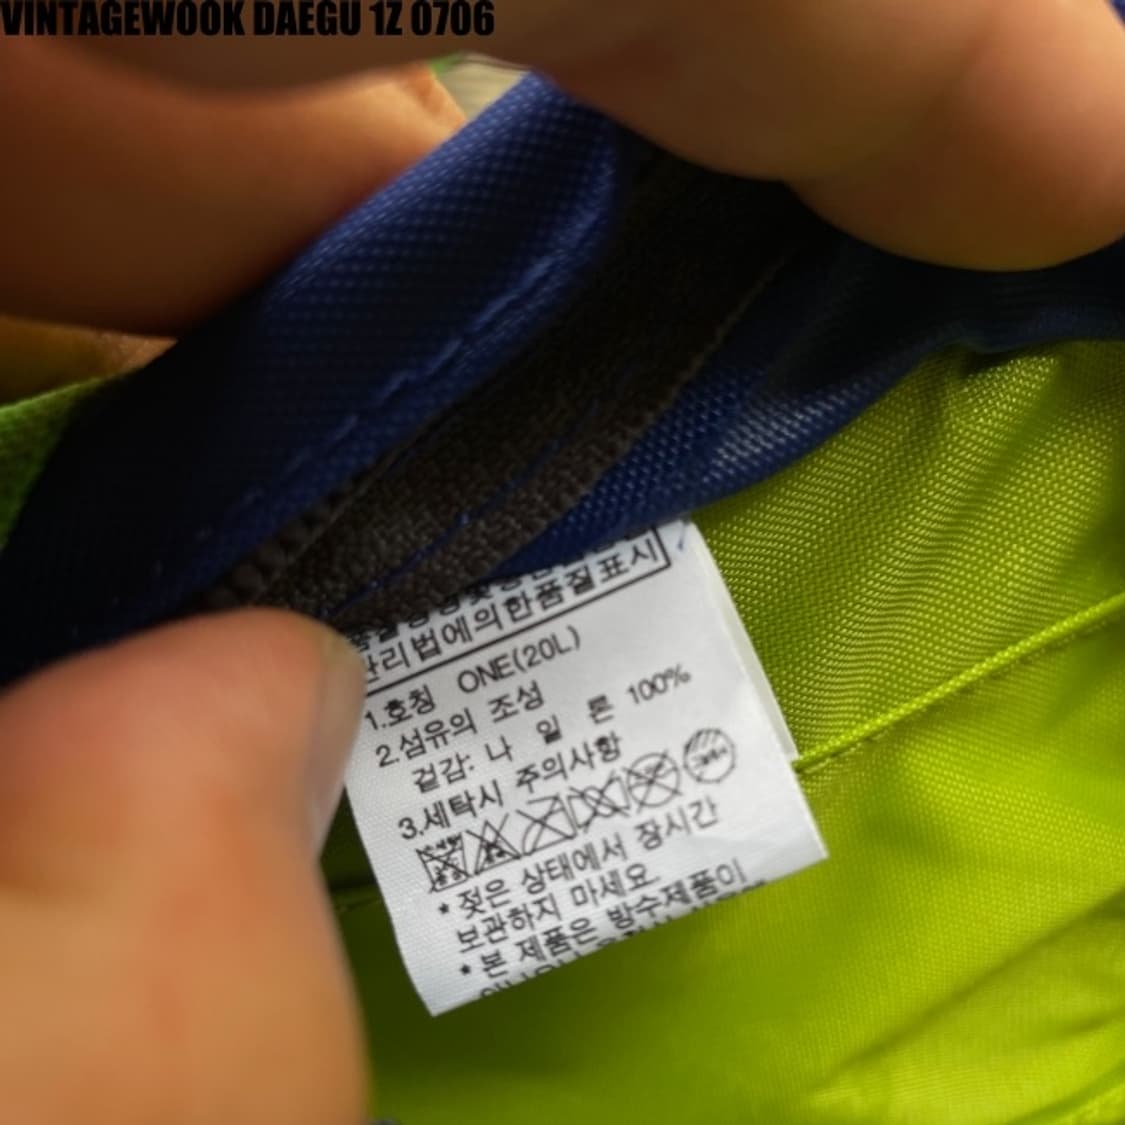 VINTAGEWOOK DAEGU 1Z 0706
관리법에의한품질표시
1.호칭 ONE(20L)
2.섬유의 조성
겉감: 나 일 론 100%
3.세탁시 주의사항
* 젖은 상태에서 장시간
보관하지 마세요
* 본 제품은 방수제품이